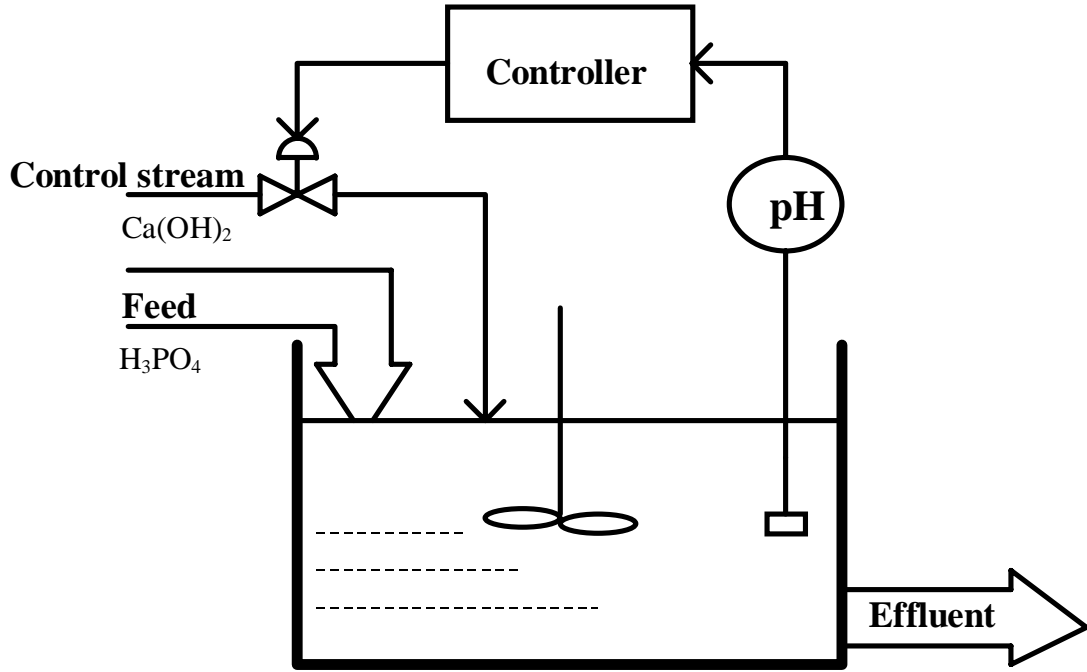 Controller
Control stream
pH
Ca(OH)₂
Feed
H₃PO₄
Effluent